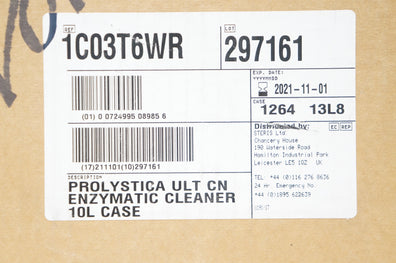 REF
1C03T6WR
LOT
297161
EXP. DATE:
YYYYMMDD
2021-11-01
CASE
1264 13L8
(01) 0 0724995 08985 6
(17)211101(10)297161
Distributed by:
EC REP
STERIS Ltd
Chancery House
190 Waterside Road
Hamilton Industrial Park
Leicester LE5 1QZ UK
TEL: +44 (0)116 276 8636
24 Hr. Emergency No.
+44 (0)1895 622639
DESCRIPTION
PROLYSTICA ULT CN
ENZYMATIC CLEANER
10L CASE